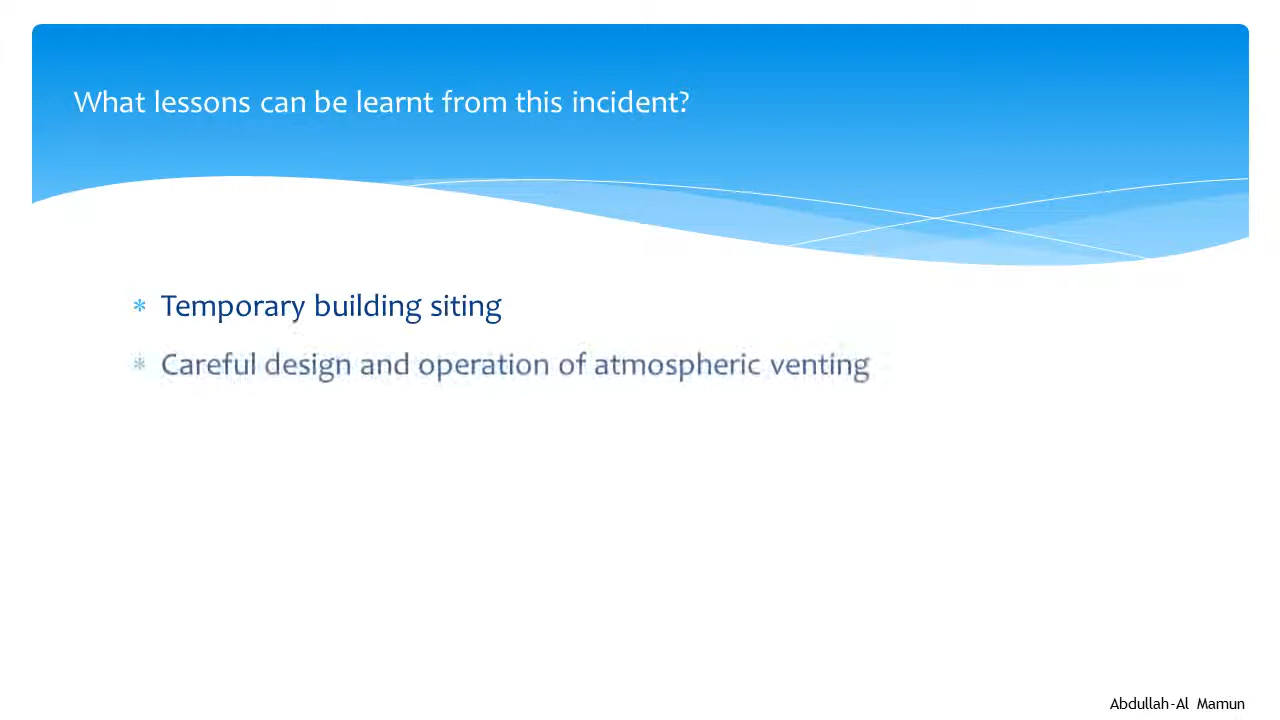 What lessons can be learnt from this incident?
* Temporary building siting
* Careful design and operation of atmospheric venting
Abdullah-Al Mamun